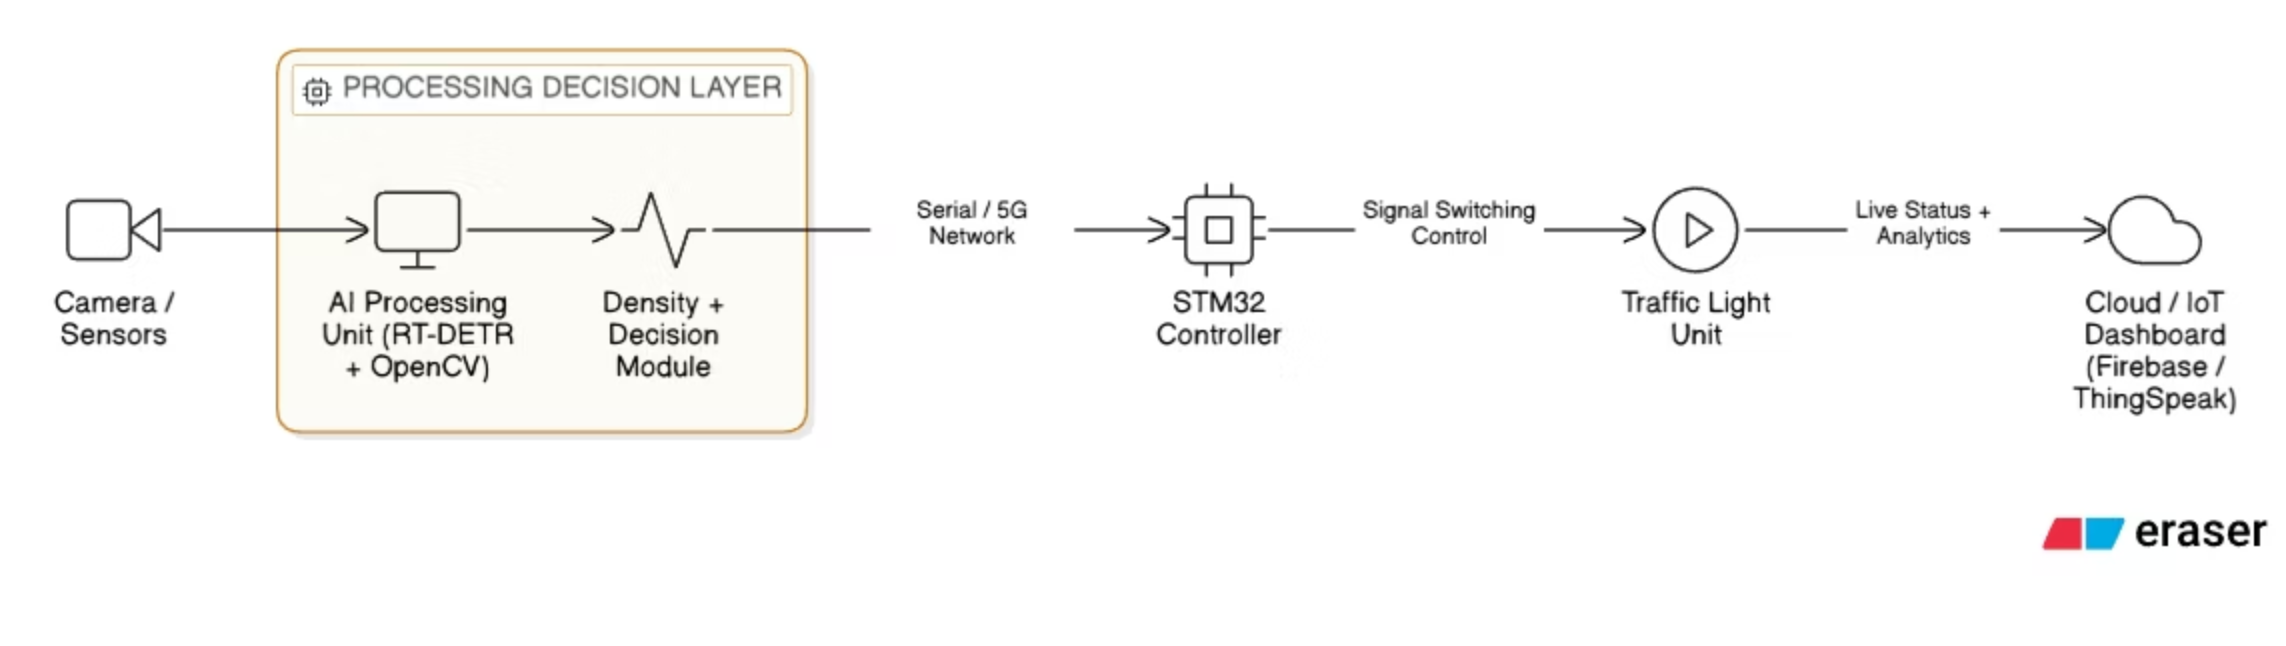 PROCESSING DECISION LAYER
Camera /
Sensors
AI Processing
Unit (RT-DETR
+ OpenCV)
Density +
Decision
Module
Serial / 5G
Network
STM32
Controller
Signal Switching
Control
Traffic Light
Unit
Live Status +
Analytics
Cloud / IoT
Dashboard
(Firebase /
ThingSpeak)
eraser